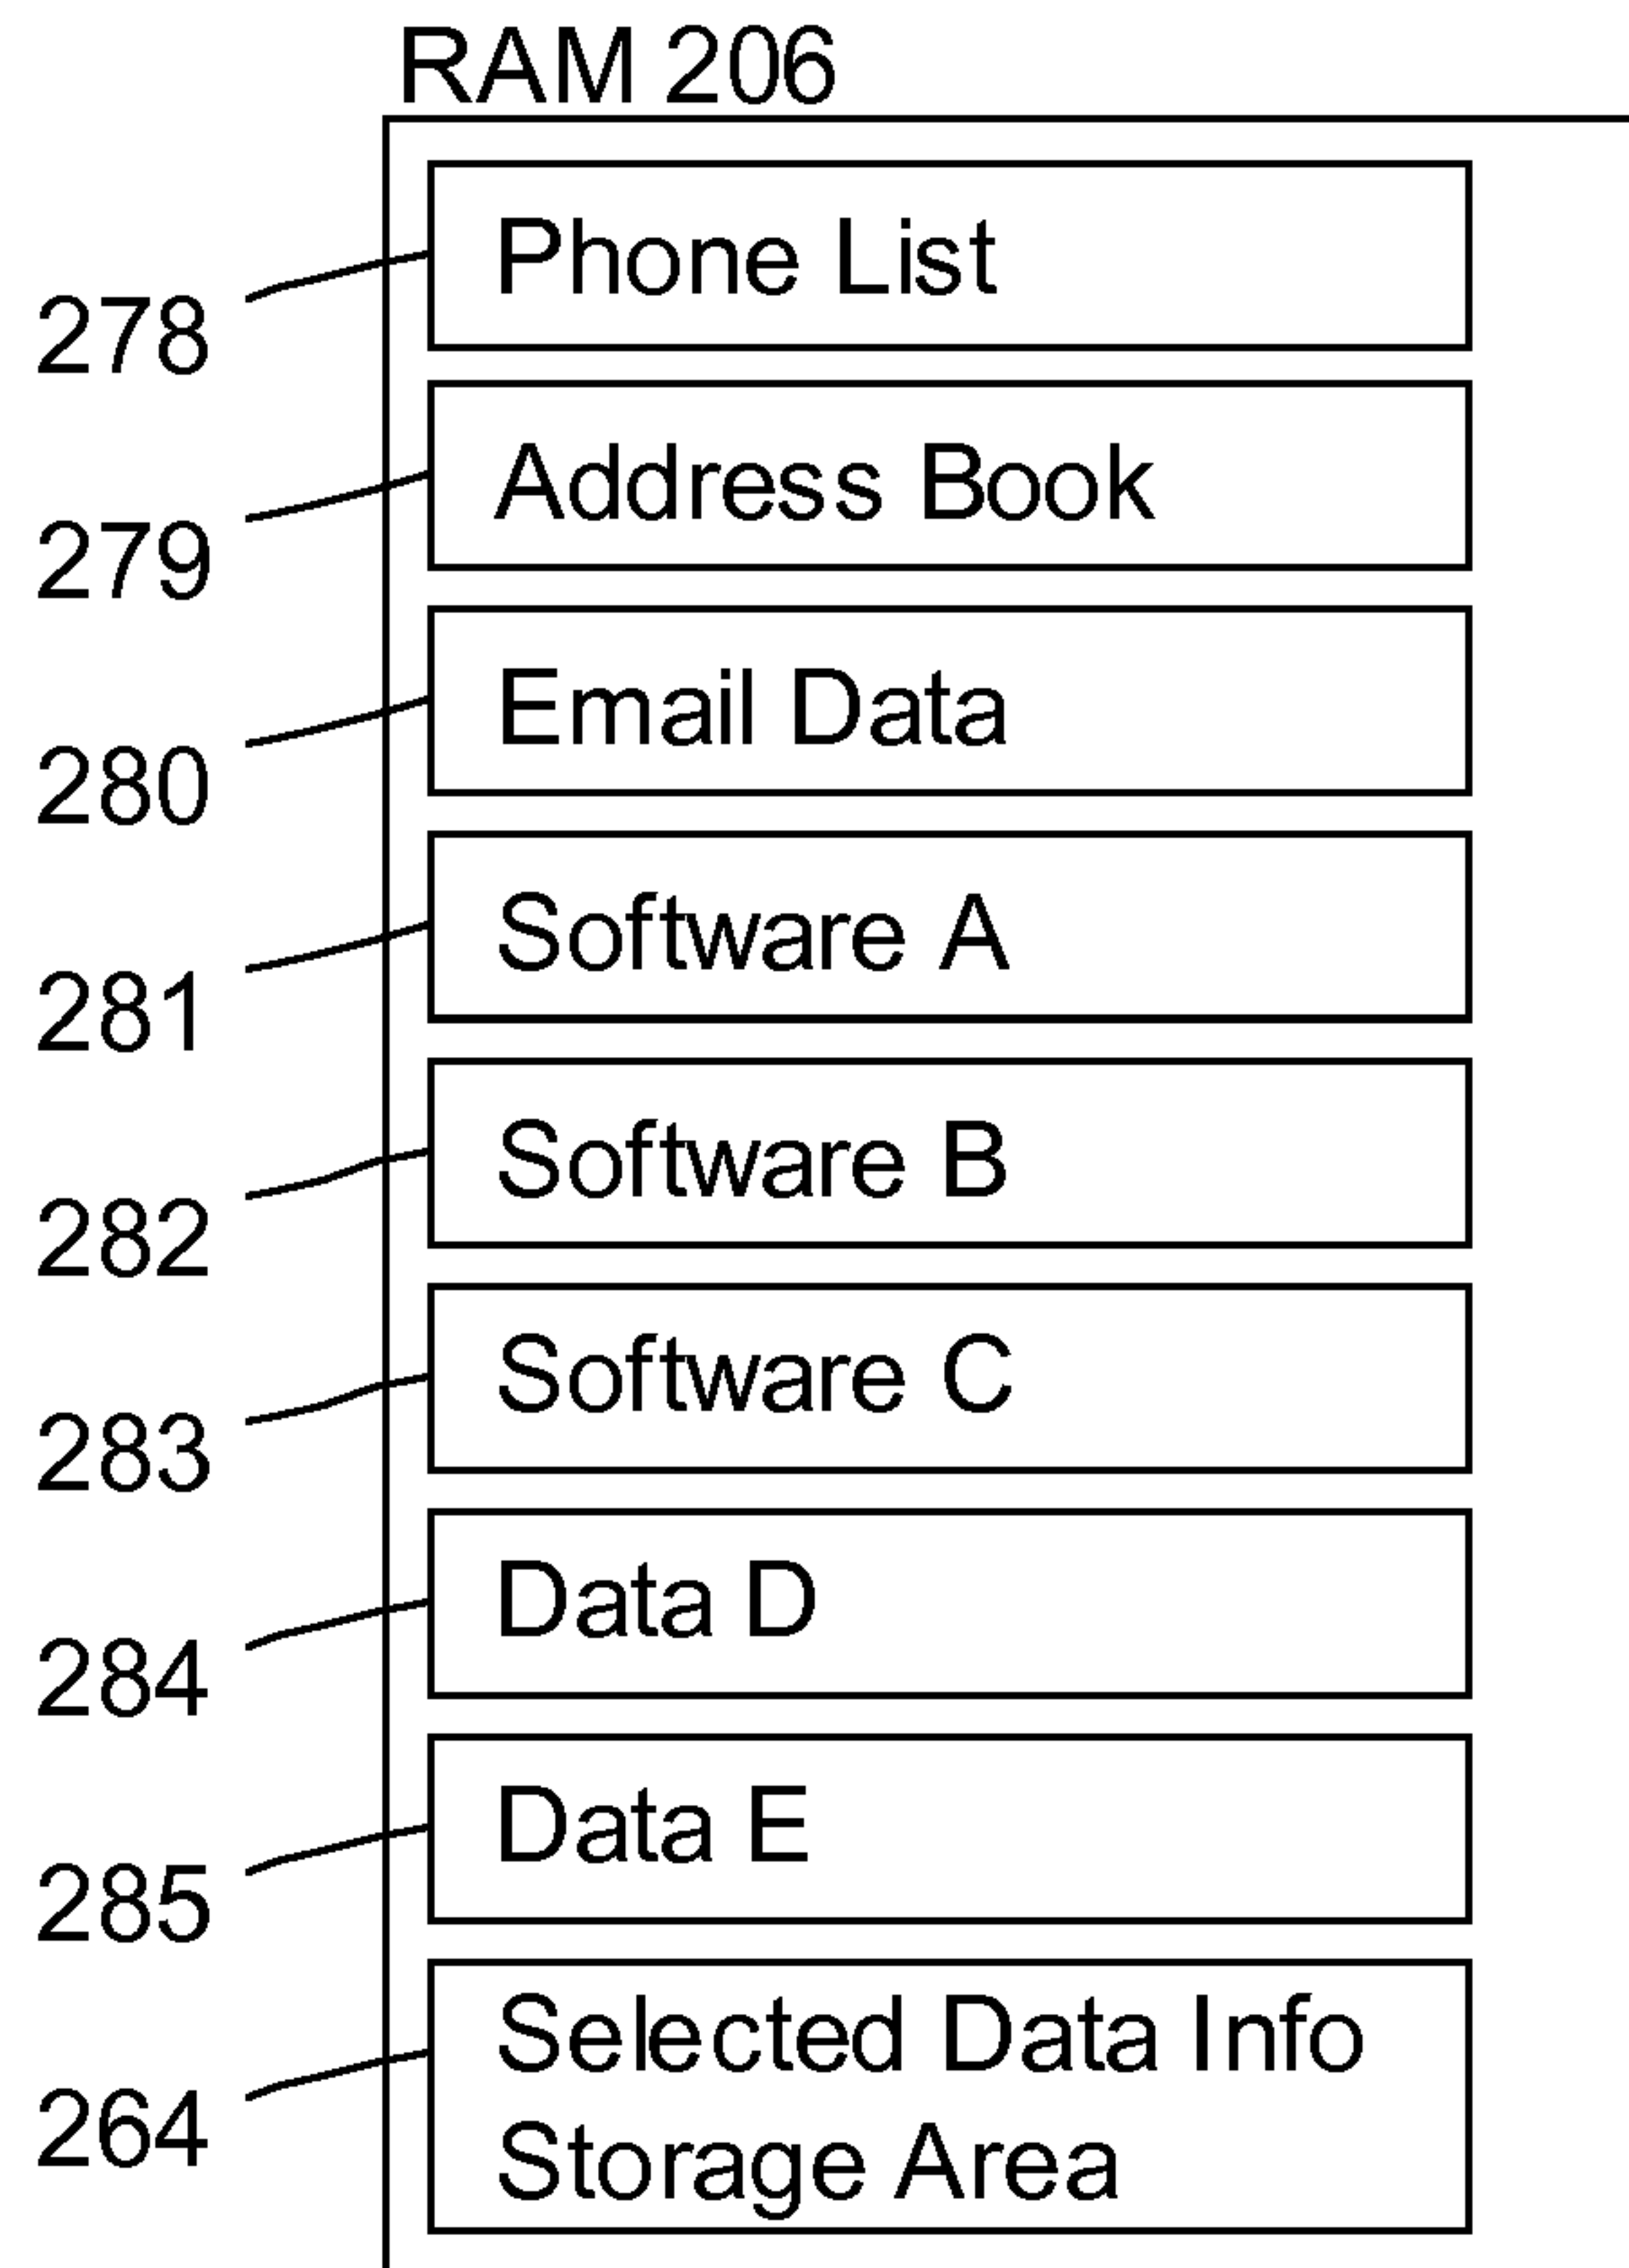 RAM 206
278 Phone List
279 Address Book
280 Email Data
281 Software A
282 Software B
283 Software C
284 Data D
285 Data E
264 Selected Data Info
Storage Area